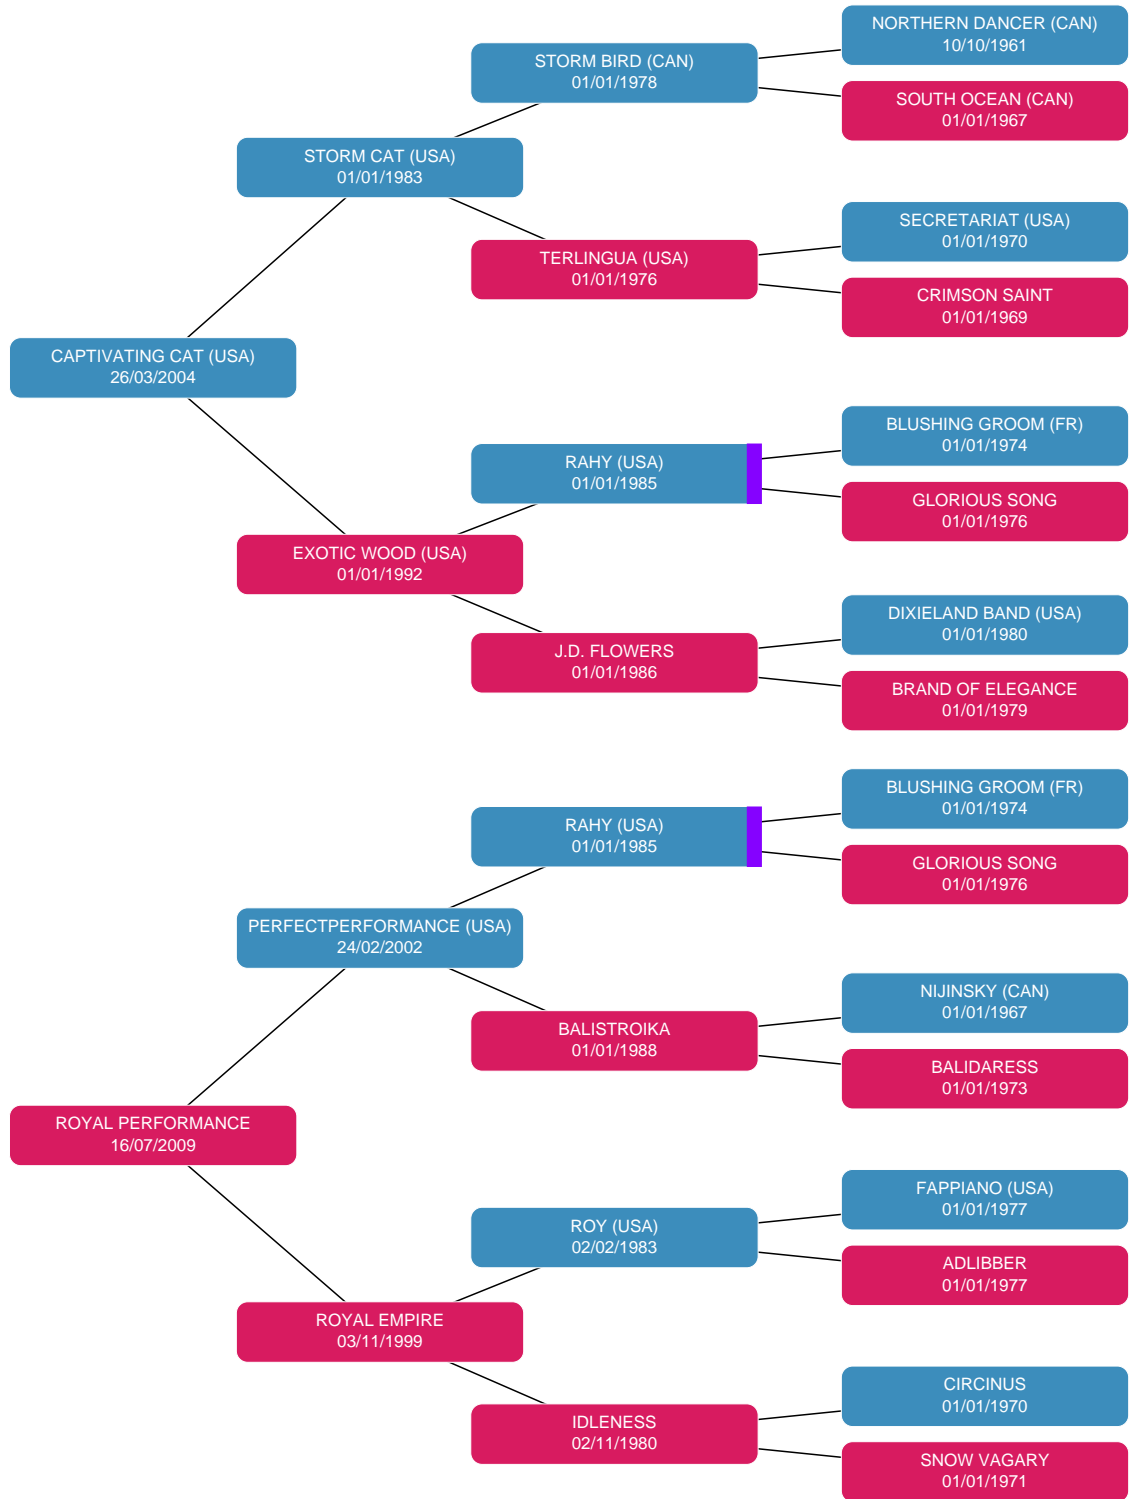 NORTHERN DANCER (CAN)
10/10/1961
STORM BIRD (CAN)
01/01/1978
SOUTH OCEAN (CAN)
01/01/1967
STORM CAT (USA)
01/01/1983
SECRETARIAT (USA)
01/01/1970
TERLINGUA (USA)
01/01/1976
CRIMSON SAINT
01/01/1969
CAPTIVATING CAT (USA)
26/03/2004
BLUSHING GROOM (FR)
01/01/1974
RAHY (USA)
01/01/1985
GLORIOUS SONG
01/01/1976
EXOTIC WOOD (USA)
01/01/1992
DIXIELAND BAND (USA)
01/01/1980
J.D. FLOWERS
01/01/1986
BRAND OF ELEGANCE
01/01/1979
BLUSHING GROOM (FR)
01/01/1974
RAHY (USA)
01/01/1985
GLORIOUS SONG
01/01/1976
PERFECTPERFORMANCE (USA)
24/02/2002
NIJINSKY (CAN)
01/01/1967
BALISTROIKA
01/01/1988
BALIDARESS
01/01/1973
ROYAL PERFORMANCE
16/07/2009
FAPPIANO (USA)
01/01/1977
ROY (USA)
02/02/1983
ADLIBBER
01/01/1977
ROYAL EMPIRE
03/11/1999
CIRCINUS
01/01/1970
IDLENESS
02/11/1980
SNOW VAGARY
01/01/1971